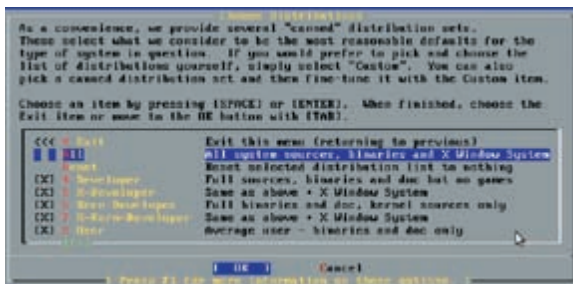 Choose Distributions
As a convenience, we provide several "canned" distribution sets.
These select what we consider to be the most reasonable defaults for the
type of system in question. If you would prefer to pick and choose the
list of distributions yourself, simply select "Custom". You can also
pick a canned distribution set and then fine-tune it with the Custom item.
Choose an item by pressing [SPACE] or [ENTER]. When finished, choose the
Exit item or move to the OK button with [TAB].
<<< X Exit Exit this menu (returning to previous)
All All system sources, binaries and X Window System
Reset Reset selected distribution list to nothing
[X] 4 Developer Full sources, binaries and doc but no games
[X] 5 X-Developer Same as above + X Window System
[X] 6 Kern-Developer Full binaries and doc, kernel sources only
[X] 7 X-Kern-Developer Same as above + X Window System
[X] 8 User Average user - binaries and doc only
[ OK ] Cancel
[ Press F1 for more information on these options. ]